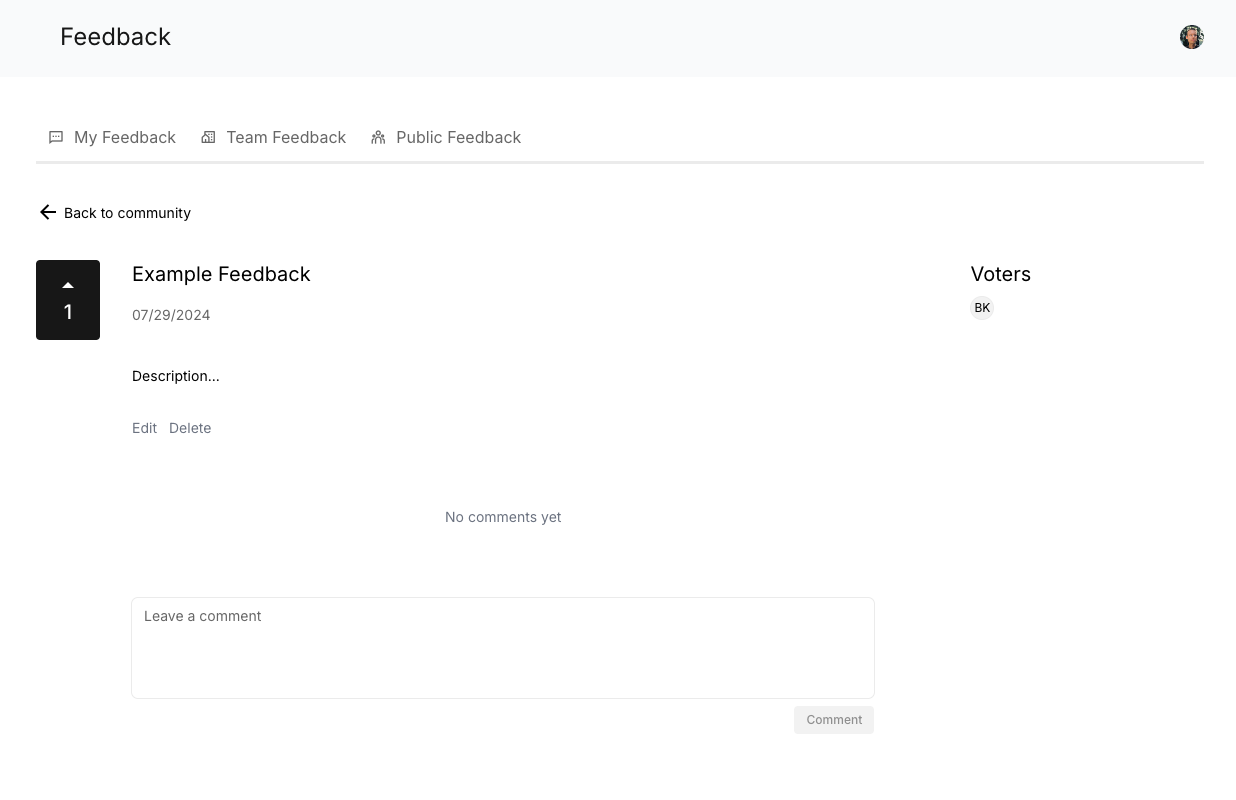 Feedback
My Feedback Team Feedback Public Feedback
Back to community
1
Example Feedback
07/29/2024
Description...
Edit Delete
Voters
BK
No comments yet
Leave a comment
Comment